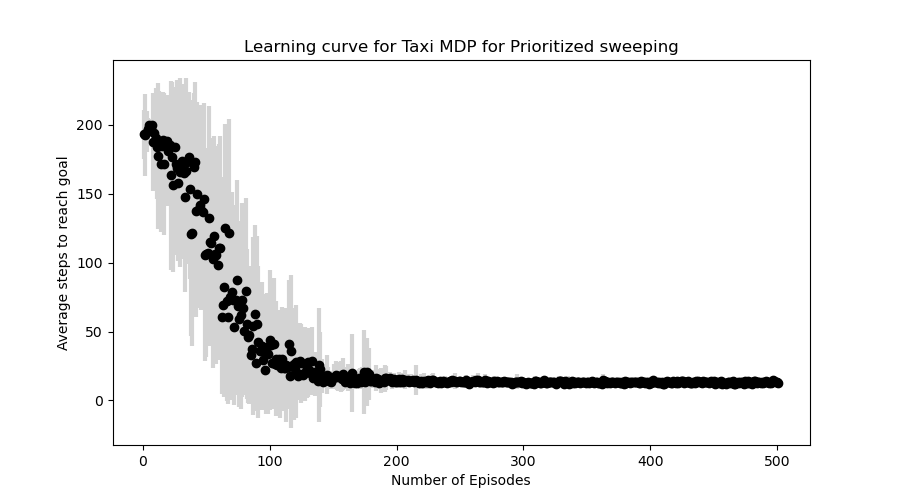 Learning curve for Taxi MDP for Prioritized sweeping
Average steps to reach goal
200
150
100
50
0
0 100 200 300 400 500
Number of Episodes